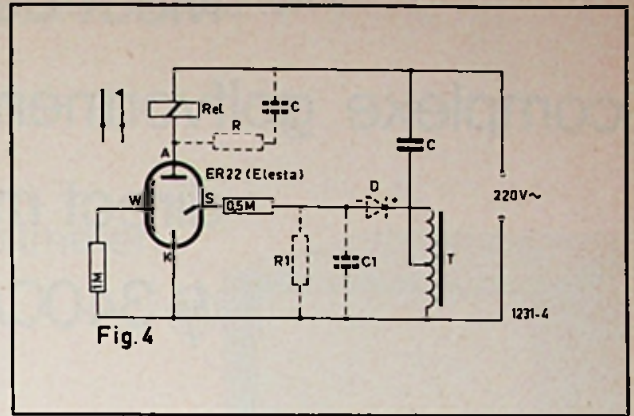 Rel.
C
R
C
A
ER22 (Elesta)
D
+
W
S
0,5M
220V~
R1
C1
T
1M
K
1231-4
Fig.4